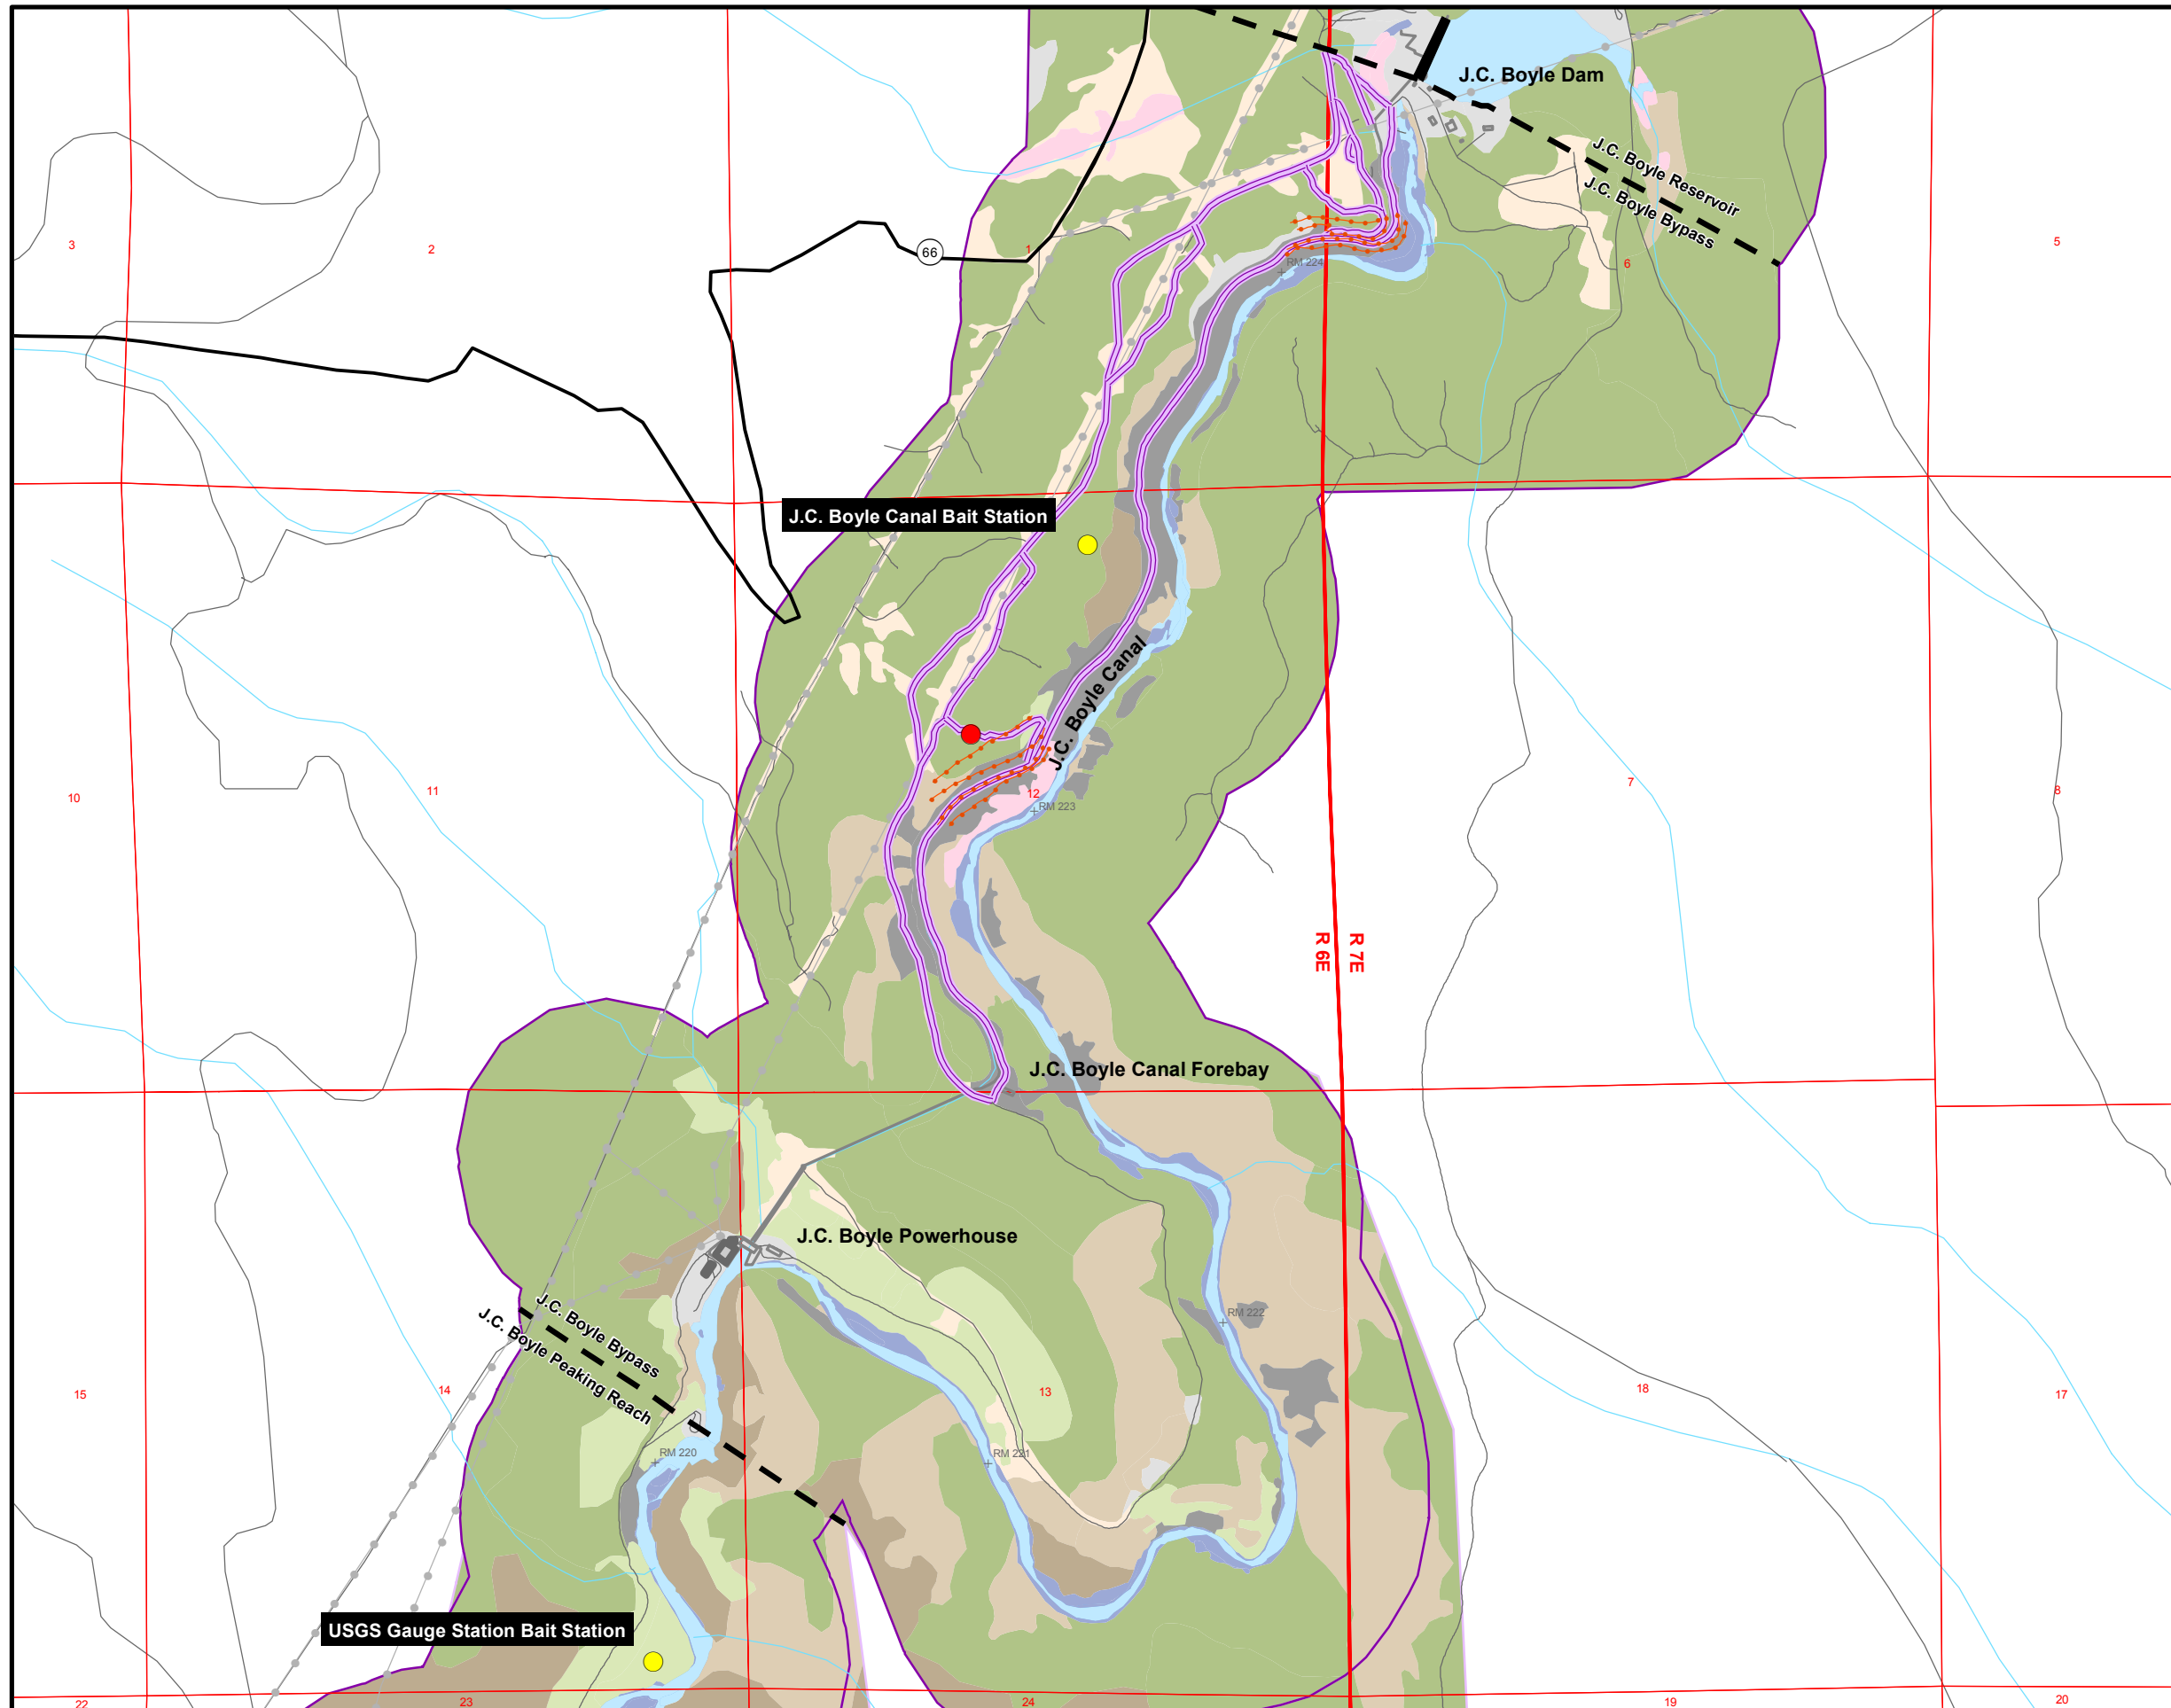 J.C. Boyle Dam
J.C. Boyle Reservoir
J.C. Boyle Bypass
3
2
66
1
RM 224
6
5
J.C. Boyle Canal Bait Station
J.C. Boyle Canal
10
11
12
RM 223
7
8
R 6E
R 7E
J.C. Boyle Canal Forebay
J.C. Boyle Powerhouse
J.C. Boyle Bypass
J.C. Boyle Peaking Reach
RM 222
15
14
13
18
17
RM 220
RM 221
USGS Gauge Station Bait Station
22
23
24
19
20